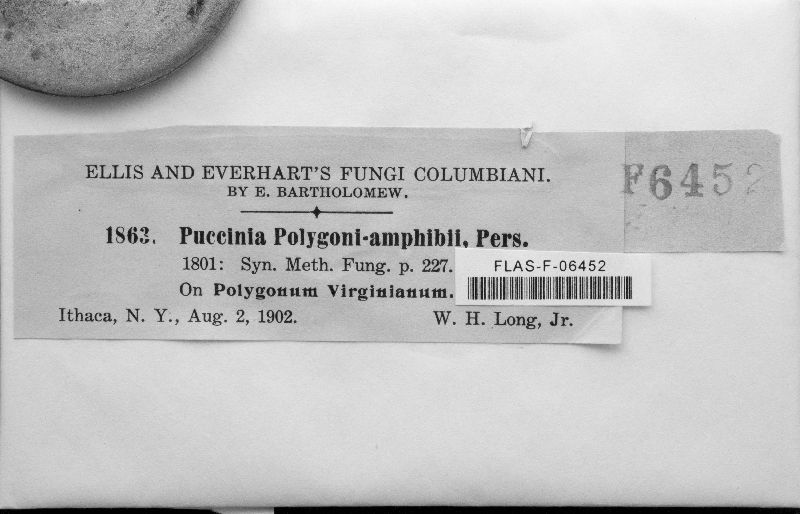 ELLIS AND EVERHART'S FUNGI COLUMBIANI.
BY E. BARTHOLOMEW.
F6452
1863. Puccinia Polygoni-amphibii, Pers.
1801: Syn. Meth. Fung. p. 227.
FLAS-F-06452
On Polygonum Virginianum.
Ithaca, N. Y., Aug. 2, 1902. W. H. Long, Jr.